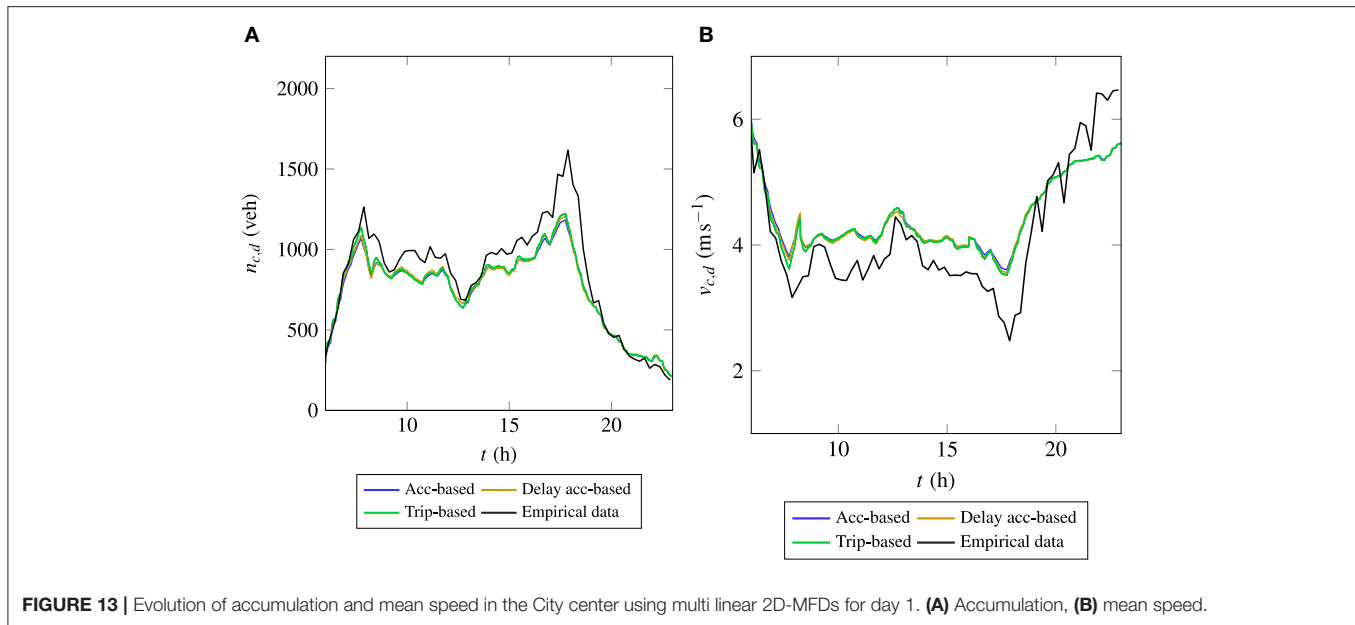 A
B
2000
1500
1000
500
0
n_{c,d} (veh)
10
15
20
t (h)
Acc-based
Delay acc-based
Trip-based
Empirical data
6
4
2
v_{c,d} (m s^{−1})
10
15
20
t (h)
Acc-based
Delay acc-based
Trip-based
Empirical data
FIGURE 13 | Evolution of accumulation and mean speed in the City center using multi linear 2D-MFDs for day 1. (A) Accumulation, (B) mean speed.